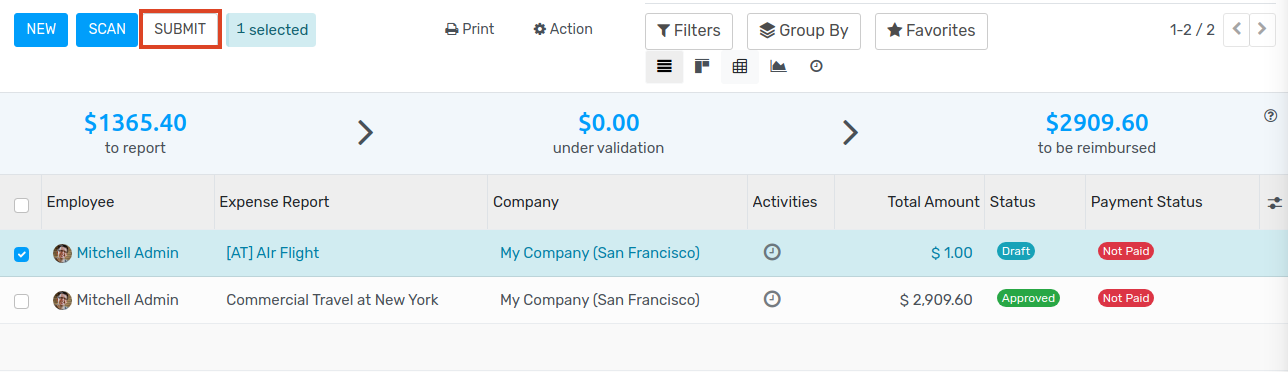 NEW SCAN SUBMIT 1 selected Print Action Filters Group By Favorites 1-2 / 2
$1365.40 $0.00 $2909.60
to report under validation to be reimbursed
Employee Expense Report Company Activities Total Amount Status Payment Status
Mitchell Admin [AT] AIr Flight My Company (San Francisco) $ 1.00 Draft Not Paid
Mitchell Admin Commercial Travel at New York My Company (San Francisco) $ 2,909.60 Approved Not Paid